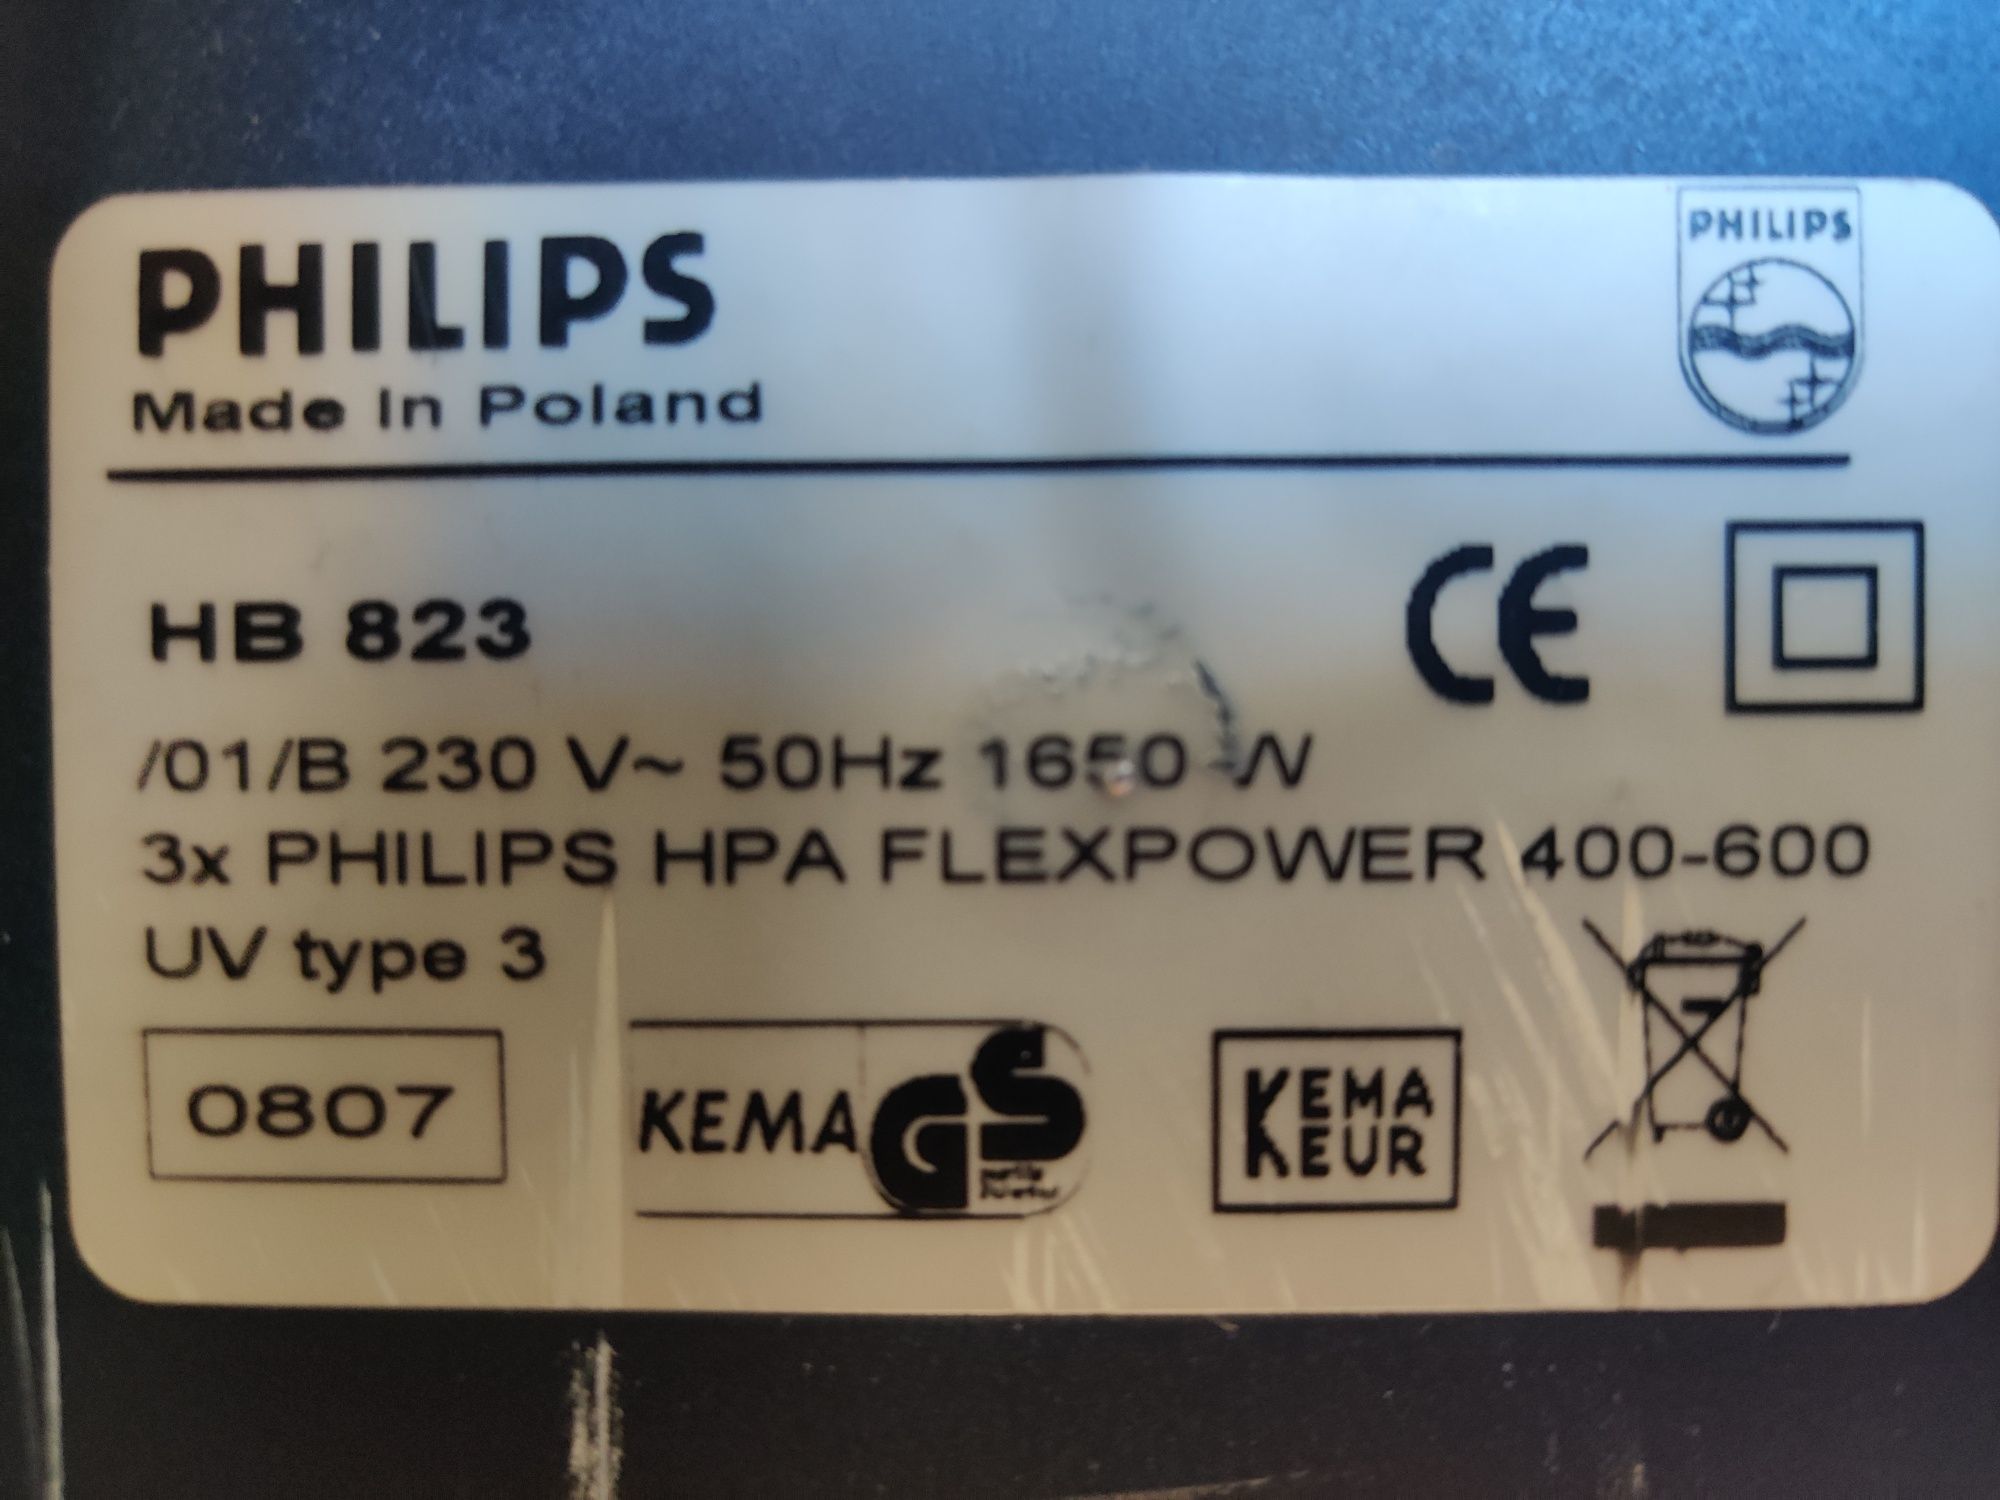 PHILIPS
PHILIPS
Made In Poland
HB 823
CE
/01/B 230 V~ 50Hz 1650 W
3x PHILIPS HPA FLEXPOWER 400-600
UV type 3
0807
KEMA
GS
KEMA
KEUR